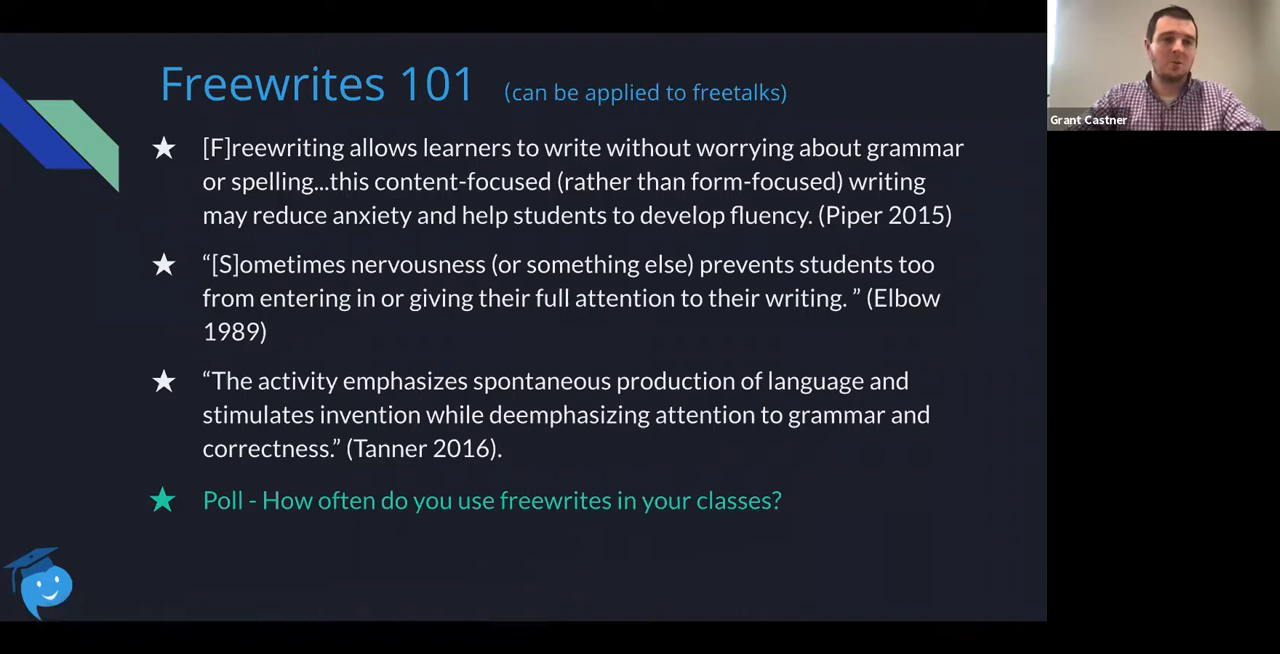 Freewrites 101 (can be applied to freetalks)
[F]reewriting allows learners to write without worrying about grammar
or spelling...this content-focused (rather than form-focused) writing
may reduce anxiety and help students to develop fluency. (Piper 2015)
“[S]ometimes nervousness (or something else) prevents students too
from entering in or giving their full attention to their writing. ” (Elbow
1989)
“The activity emphasizes spontaneous production of language and
stimulates invention while deemphasizing attention to grammar and
correctness.” (Tanner 2016).
Poll - How often do you use freewrites in your classes?
Grant Castner